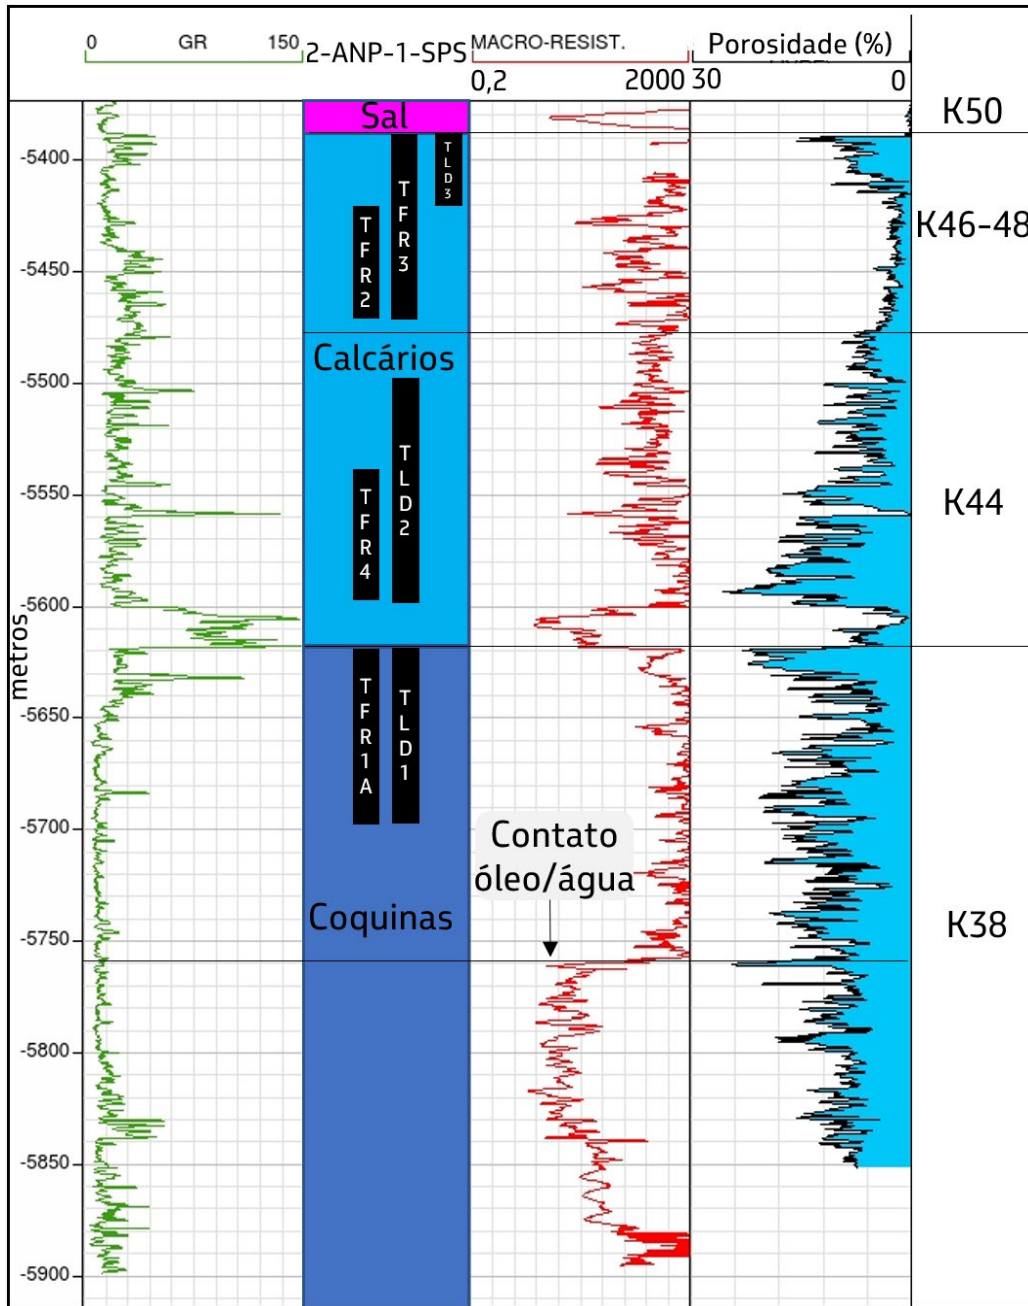 0 GR 150
2-ANP-1-SPS
MACRO-RESIST.
0,2 2000
Porosidade (%)
30 0
Sal
K50
TLD3
TFR3
TFR2
K46-48
Calcários
TLD2
TFR4
K44
TFR1A
TLD1
Contato
óleo/água
Coquinas
K38
metros
-5400
-5450
-5500
-5550
-5600
-5650
-5700
-5750
-5800
-5850
-5900